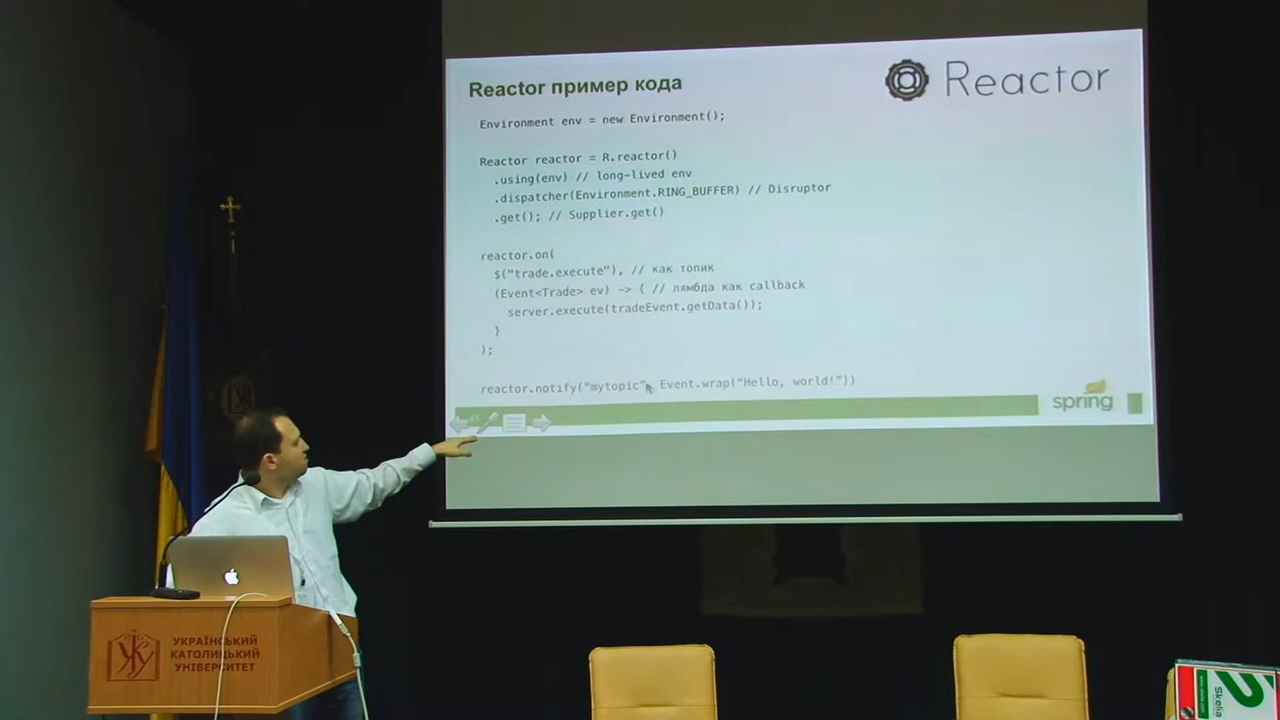 Reactor пример кода
Reactor
Environment env = new Environment();
Reactor reactor = R.reactor()
.using(env) // long-lived env
.dispatcher(Environment.RING_BUFFER) // Disruptor
.get(); // Supplier.get()
reactor.on(
$("trade.execute"), // как топик
(Event<Trade> ev) -> { // лямбда как callback
server.execute(tradeEvent.getData());
}
);
reactor.notify("mytopic", Event.wrap("Hello, world!"))
spring
УКРАЇНСЬКИЙ
КАТОЛИЦЬКИЙ
УНІВЕРСИТЕТ
Skelia